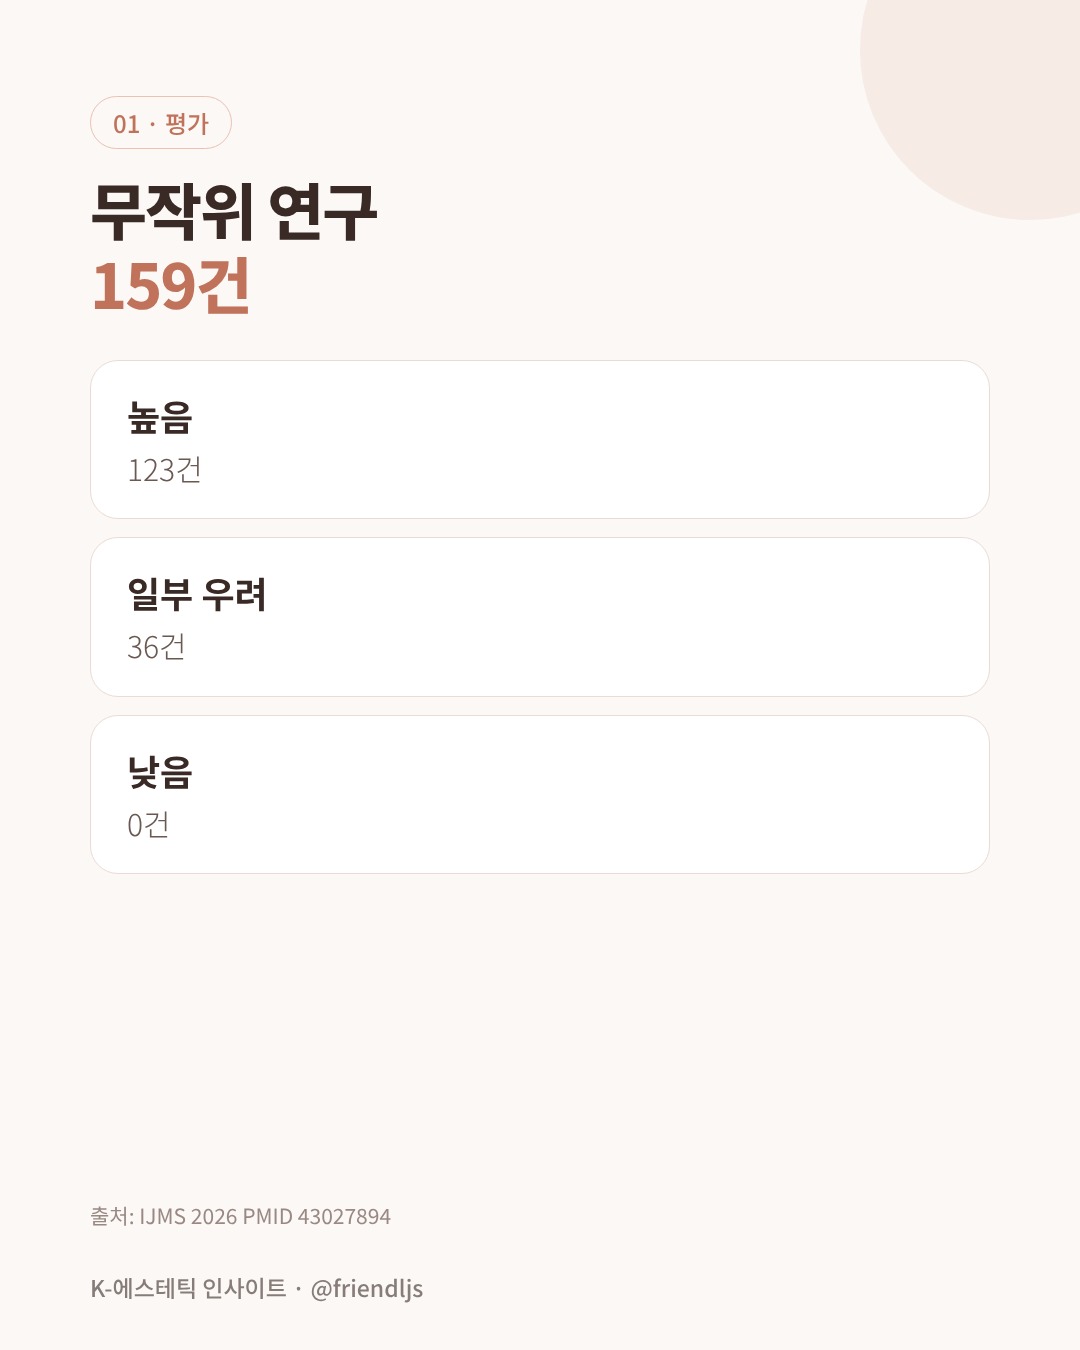 01 · 평가
무작위 연구
159건
높음
123건
일부 우려
36건
낮음
0건
출처: IJMS 2026 PMID 43027894
K-에스테틱 인사이트 · @friendljs